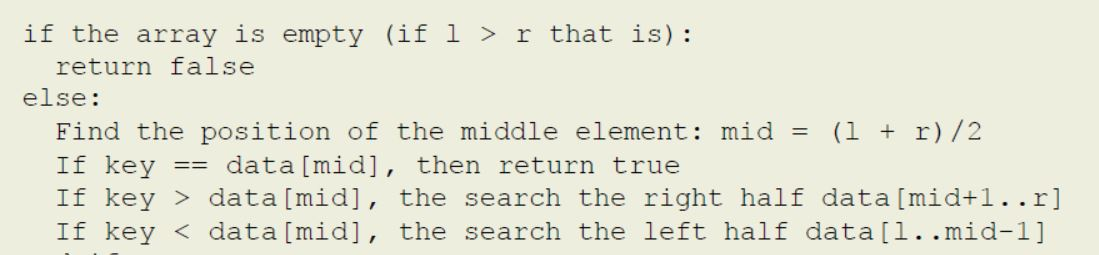 if the array is empty (if l > r that is):
return false
else:
Find the position of the middle element: mid = (l + r)/2
If key == data[mid], then return true
If key > data[mid], the search the right half data[mid+1..r]
If key < data[mid], the search the left half data[l..mid-1]